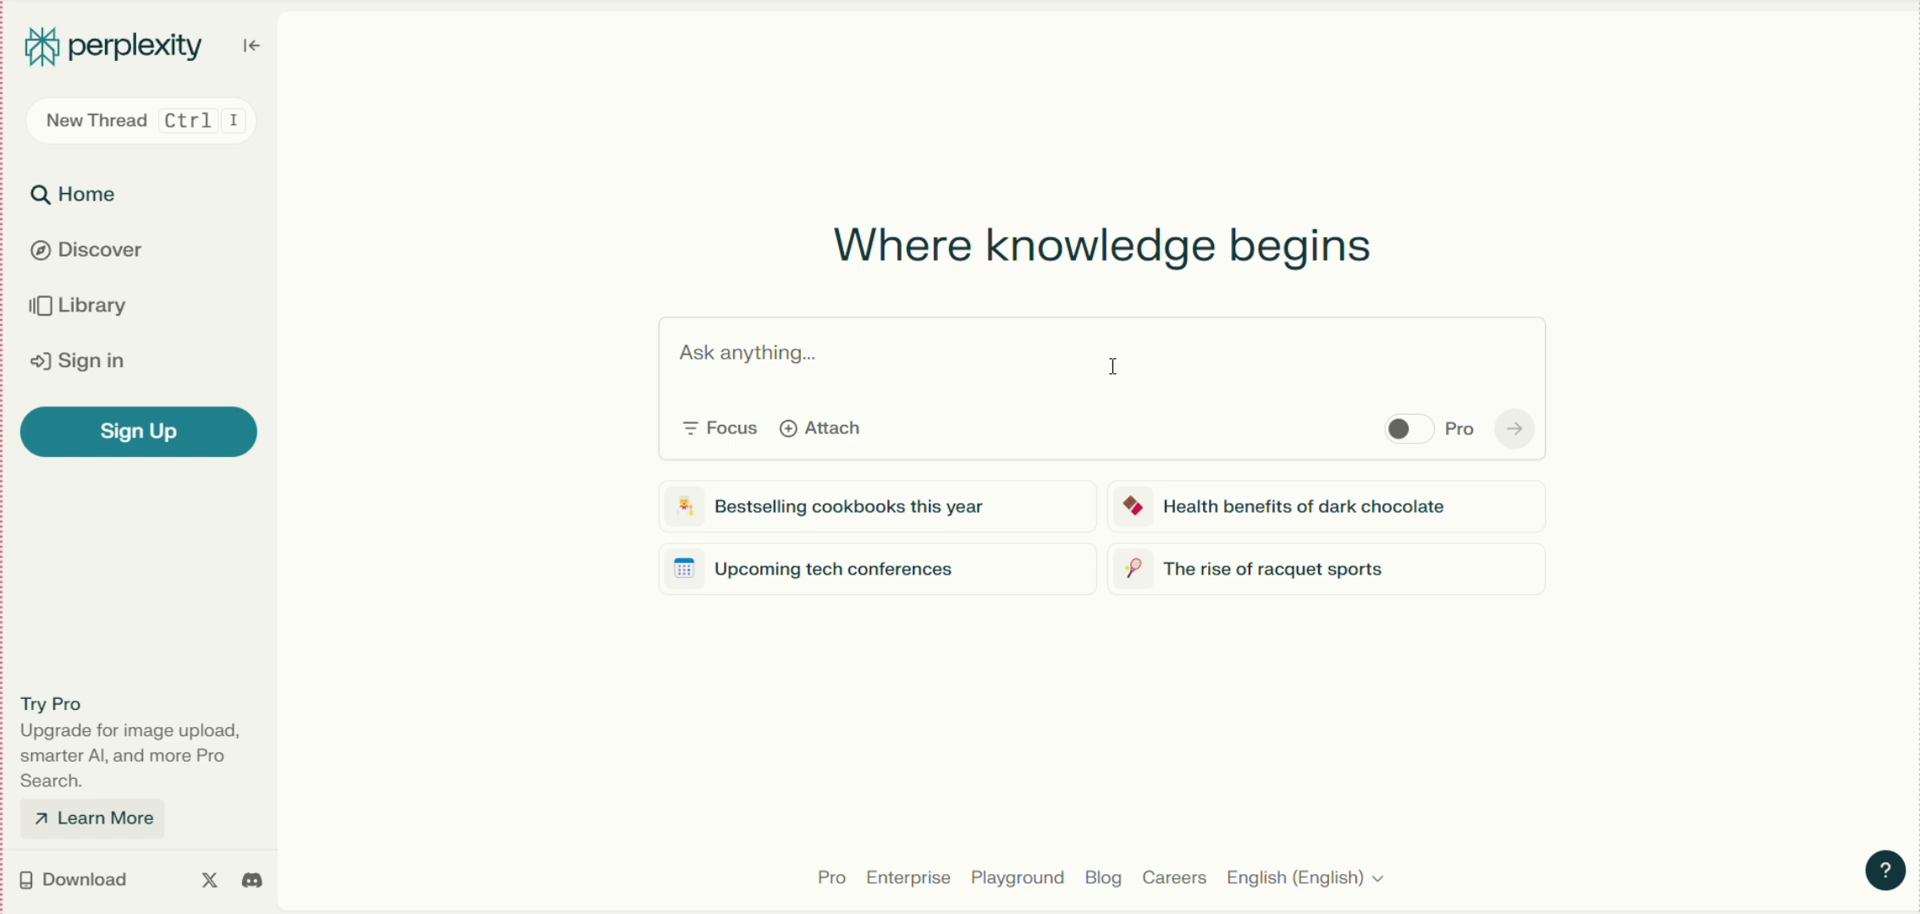 perplexity
New Thread Ctrl I
Home
Discover
Library
Sign in
Sign Up
Try Pro
Upgrade for image upload,
smarter AI, and more Pro
Search.
Learn More
Download
Where knowledge begins
Ask anything...
Focus Attach
Pro
Bestselling cookbooks this year
Health benefits of dark chocolate
Upcoming tech conferences
The rise of racquet sports
Pro Enterprise Playground Blog Careers English (English)
?